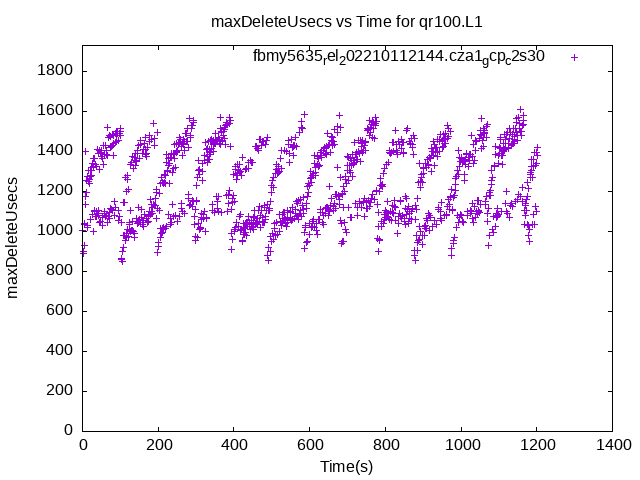 maxDeleteUsecs vs Time for qr100.L1
fbmy5635_rel_202210112144.cza1_gcp_c2s30
1800
1600
1400
1200
1000
800
600
400
200
0
maxDeleteUsecs
0 200 400 600 800 1000 1200 1400
Time(s)